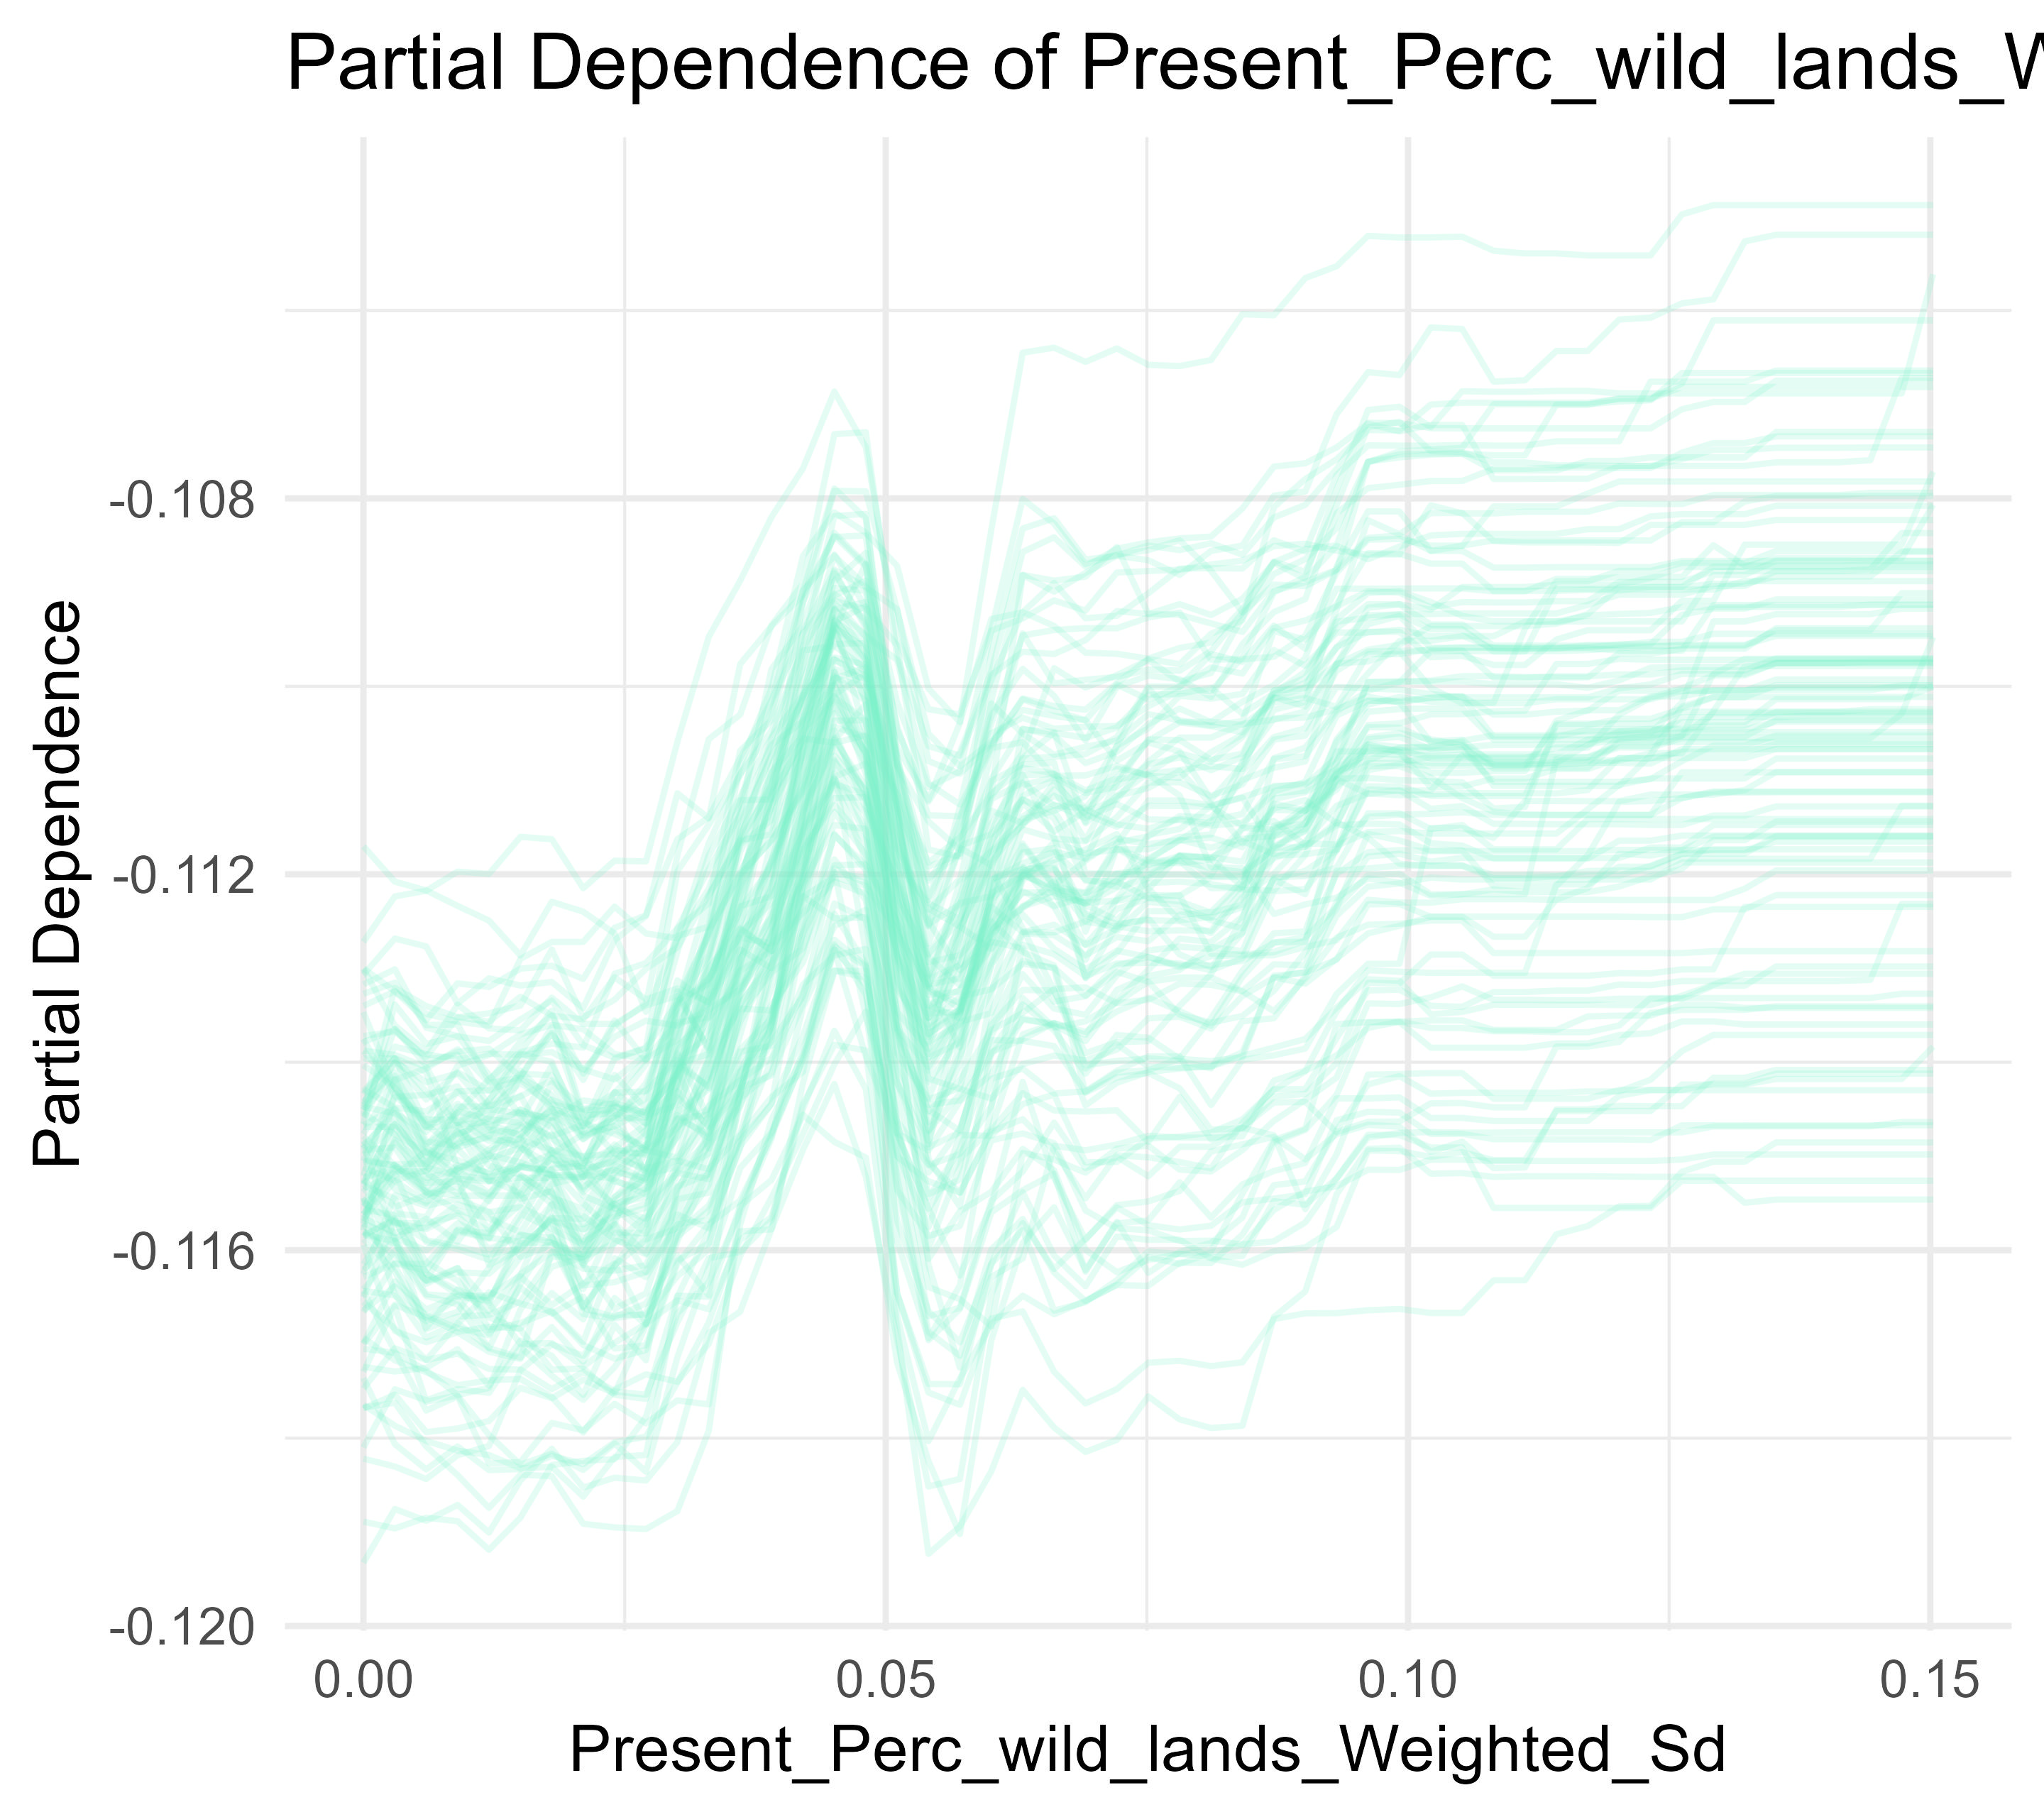 Partial Dependence of Present_Perc_wild_lands_W
Partial Dependence
-0.108
-0.112
-0.116
-0.120
0.00 0.05 0.10 0.15
Present_Perc_wild_lands_Weighted_Sd